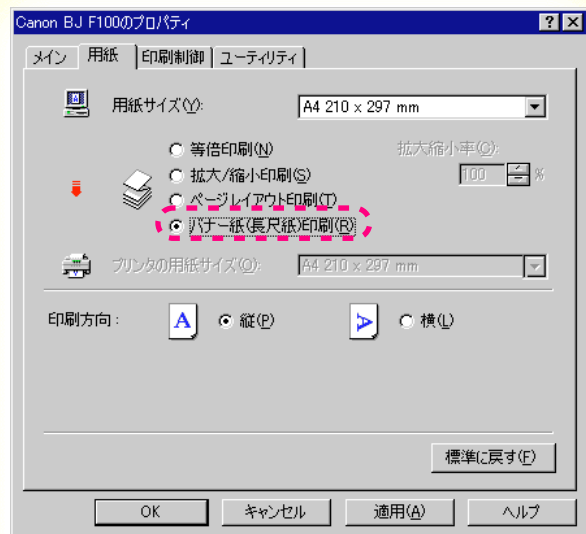 Canon BJ F100のプロパティ
メイン 用紙 印刷制御 ユーティリティ
用紙サイズ(Y): A4 210 x 297 mm
等倍印刷(N) 拡大縮小率(C):
拡大/縮小印刷(S) 100 %
ページレイアウト印刷(T)
バナー紙(長尺紙)印刷(R)
プリンタの用紙サイズ(O): A4 210 x 297 mm
印刷方向: A 縦(P) A 横(L)
標準に戻す(F)
OK キャンセル 適用(A) ヘルプ